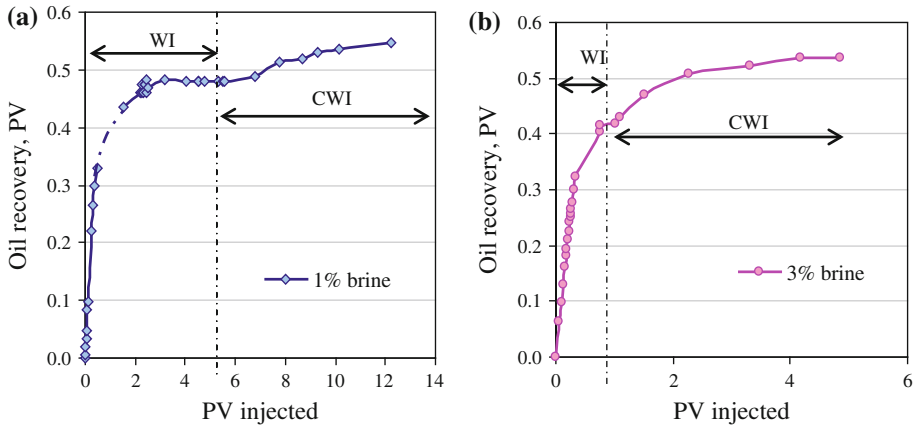 (a)
Oil recovery, PV
0.6
0.5
0.4
0.3
0.2
0.1
0.0
WI
CWI
1% brine
0 2 4 6 8 10 12 14
PV injected
(b)
Oil recovery, PV
0.6
0.5
0.4
0.3
0.2
0.1
0.0
WI
CWI
3% brine
0 2 4 6
PV injected